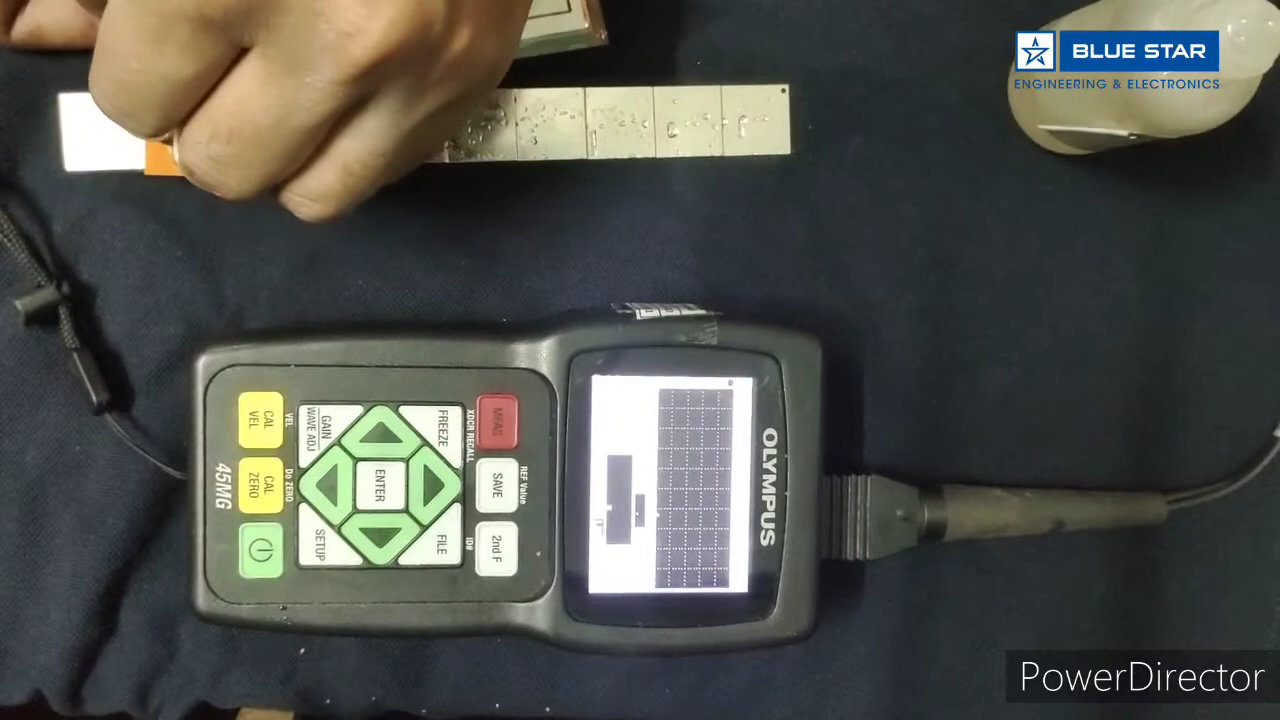 BLUE STAR
ENGINEERING & ELECTRONICS
OLYMPUS
MEAS
XDCR RECALL
FREEZE
GAIN
WAVE ADJ
VEL
CAL
VEL
REF Value
SAVE
ENTER
Do ZERO
CAL
ZERO
45MG
ID#
2nd F
FILE
SETUP
PowerDirector